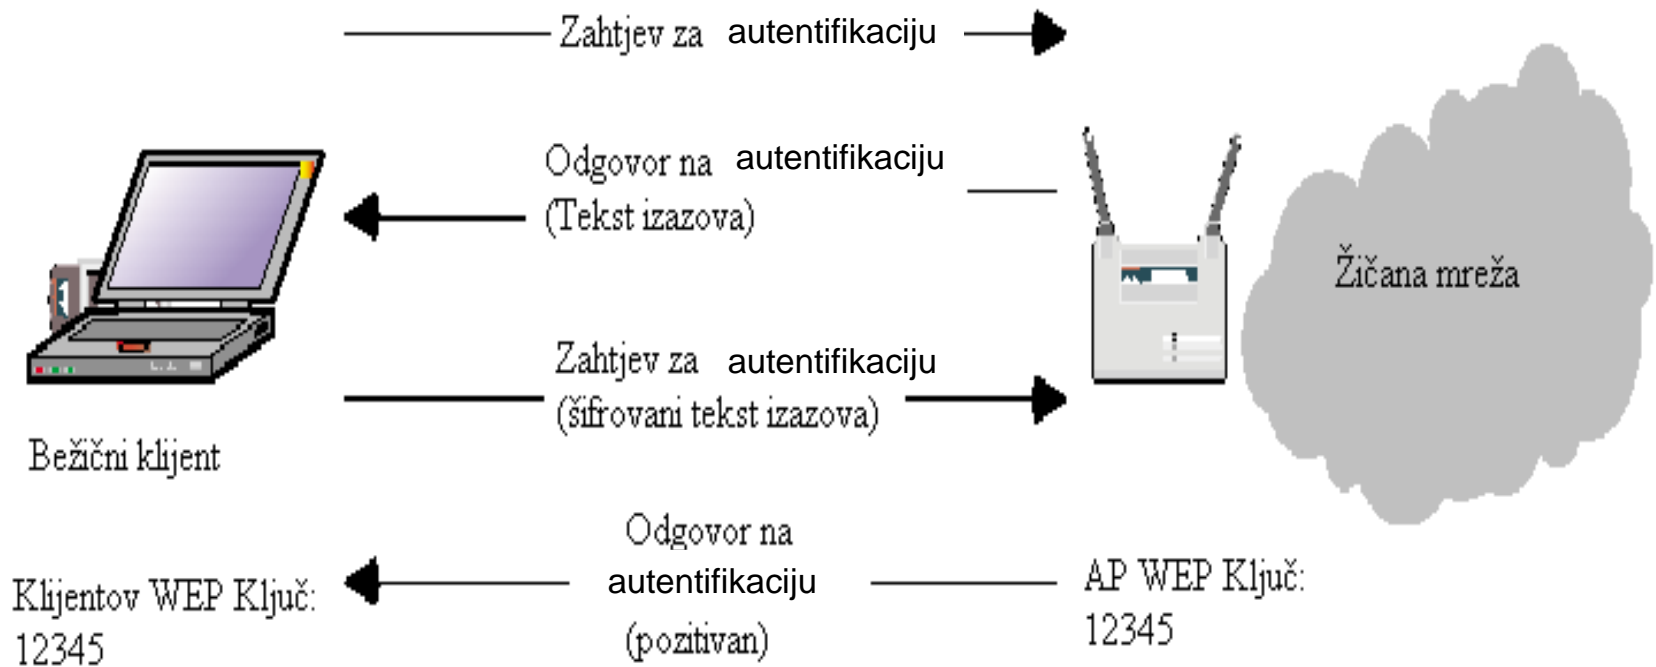 Zahtjev za autentifikaciju
Odgovor na autentifikaciju
(Tekst izazova)
Žičana mreža
Zahtjev za autentifikaciju
(šifrovani tekst izazova)
Bežični klijent
Odgovor na
autentifikaciju
(pozitivan)
Klijentov WEP Ključ:
12345
AP WEP Ključ:
12345